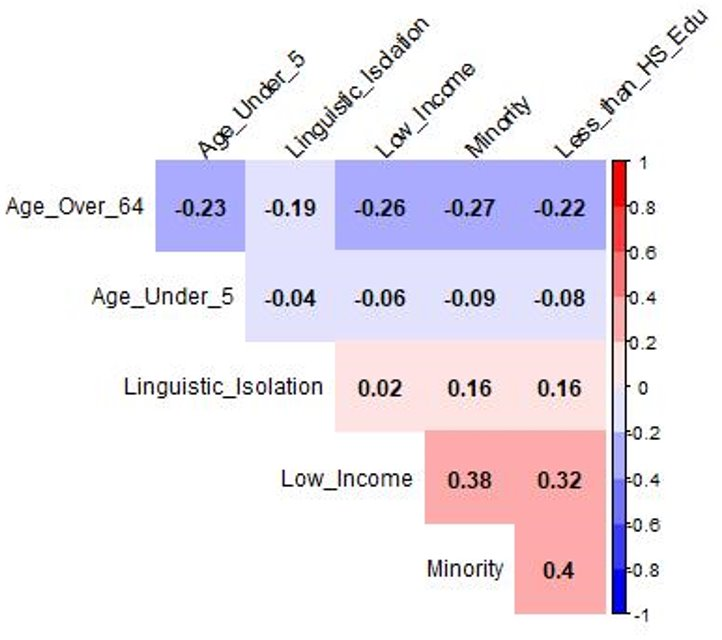 Age_Under_5
Linguistic_Isolation
Low_Income
Minority
Less_than_HS_Edu
Age_Over_64 -0.23 -0.19 -0.26 -0.27 -0.22
Age_Under_5 -0.04 -0.06 -0.09 -0.08
Linguistic_Isolation 0.02 0.16 0.16
Low_Income 0.38 0.32
Minority 0.4
1
0.8
0.6
0.4
0.2
0
-0.2
-0.4
-0.6
-0.8
-1